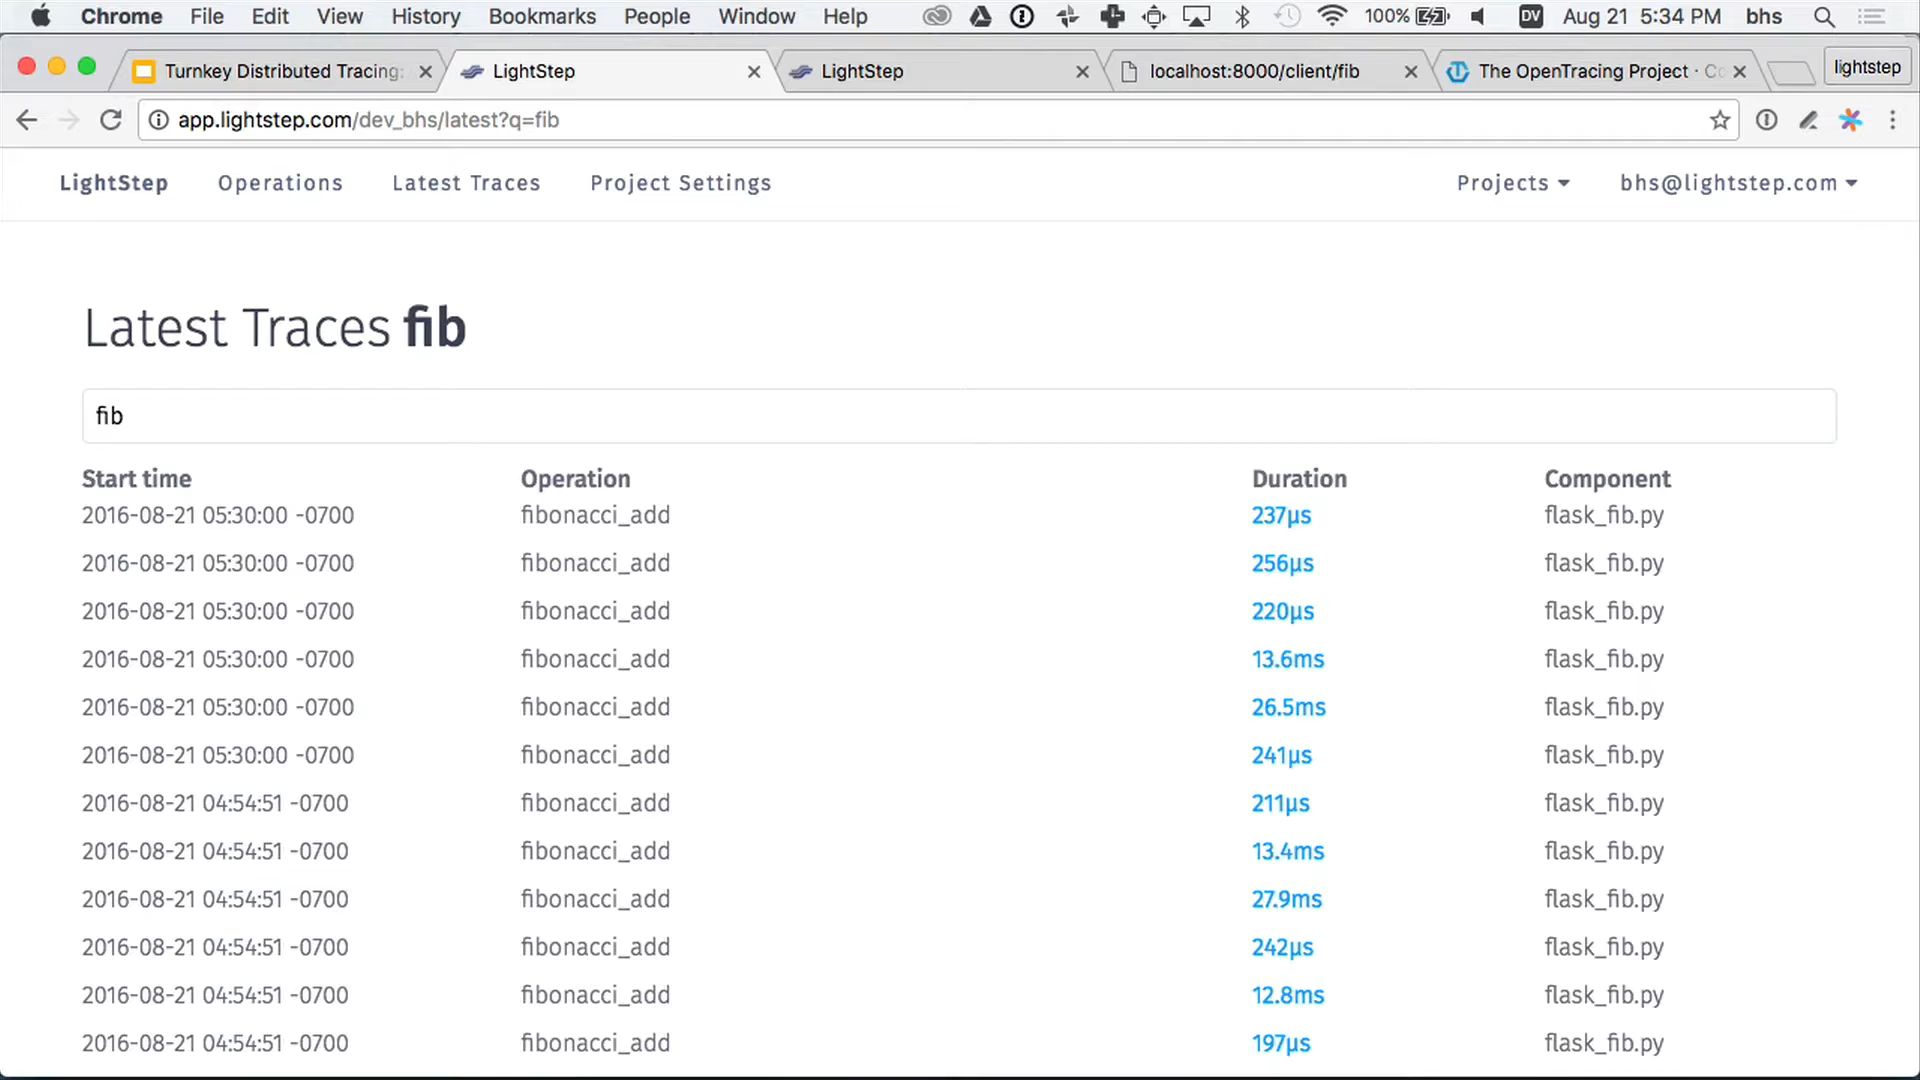 Chrome File Edit View History Bookmarks People Window Help 100% DV Aug 21 5:34 PM bhs
Turnkey Distributed Tracing: LightStep LightStep localhost:8000/client/fib The OpenTracing Project · Co lightstep
app.lightstep.com/dev_bhs/latest?q=fib
LightStep Operations Latest Traces Project Settings Projects bhs@lightstep.com
Latest Traces fib
fib
Start time Operation Duration Component
2016-08-21 05:30:00 -0700 fibonacci_add 237µs flask_fib.py
2016-08-21 05:30:00 -0700 fibonacci_add 256µs flask_fib.py
2016-08-21 05:30:00 -0700 fibonacci_add 220µs flask_fib.py
2016-08-21 05:30:00 -0700 fibonacci_add 13.6ms flask_fib.py
2016-08-21 05:30:00 -0700 fibonacci_add 26.5ms flask_fib.py
2016-08-21 05:30:00 -0700 fibonacci_add 241µs flask_fib.py
2016-08-21 04:54:51 -0700 fibonacci_add 211µs flask_fib.py
2016-08-21 04:54:51 -0700 fibonacci_add 13.4ms flask_fib.py
2016-08-21 04:54:51 -0700 fibonacci_add 27.9ms flask_fib.py
2016-08-21 04:54:51 -0700 fibonacci_add 242µs flask_fib.py
2016-08-21 04:54:51 -0700 fibonacci_add 12.8ms flask_fib.py
2016-08-21 04:54:51 -0700 fibonacci_add 197µs flask_fib.py